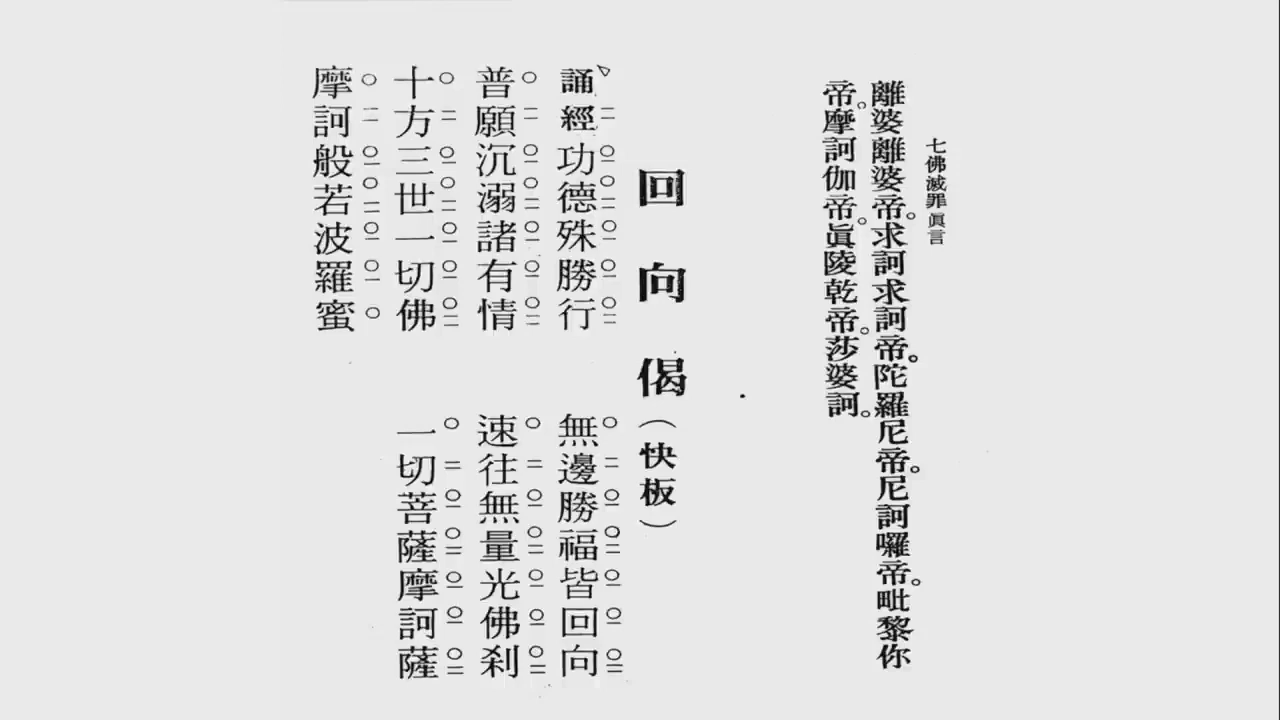 七佛滅罪眞言
離婆離婆帝。求訶求訶帝。陀羅尼帝。尼訶囉帝。毗黎你
帝。摩訶伽帝。眞陵乾帝。莎婆訶。
回向偈（快板）
誦經功德殊勝行 無邊勝福皆回向
普願沉溺諸有情 速往無量光佛刹
十方三世一切佛 一切菩薩摩訶薩
摩訶般若波羅蜜